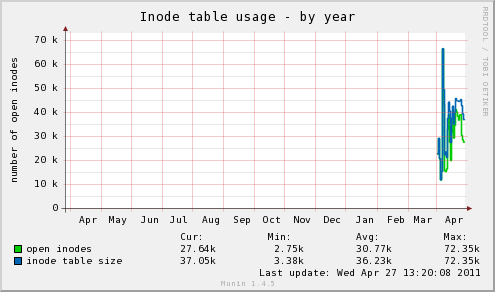 Inode table usage - by year
RRDTOOL / TOBI OETIKER
number of open inodes
70 k
60 k
50 k
40 k
30 k
20 k
10 k
0
Apr May Jun Jul Aug Sep Oct Nov Dec Jan Feb Mar Apr
Cur: Min: Avg: Max:
open inodes 27.64k 2.75k 30.77k 72.35k
inode table size 37.05k 3.38k 36.23k 72.35k
Last update: Wed Apr 27 13:20:08 2011
Munin 1.4.5